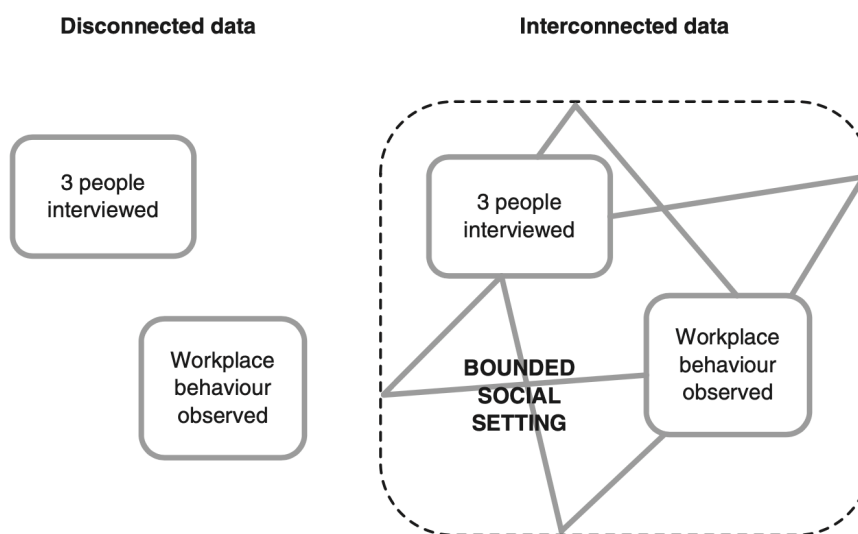 Disconnected data
Interconnected data
3 people
interviewed
Workplace
behaviour
observed
3 people
interviewed
BOUNDED
SOCIAL
SETTING
Workplace
behaviour
observed